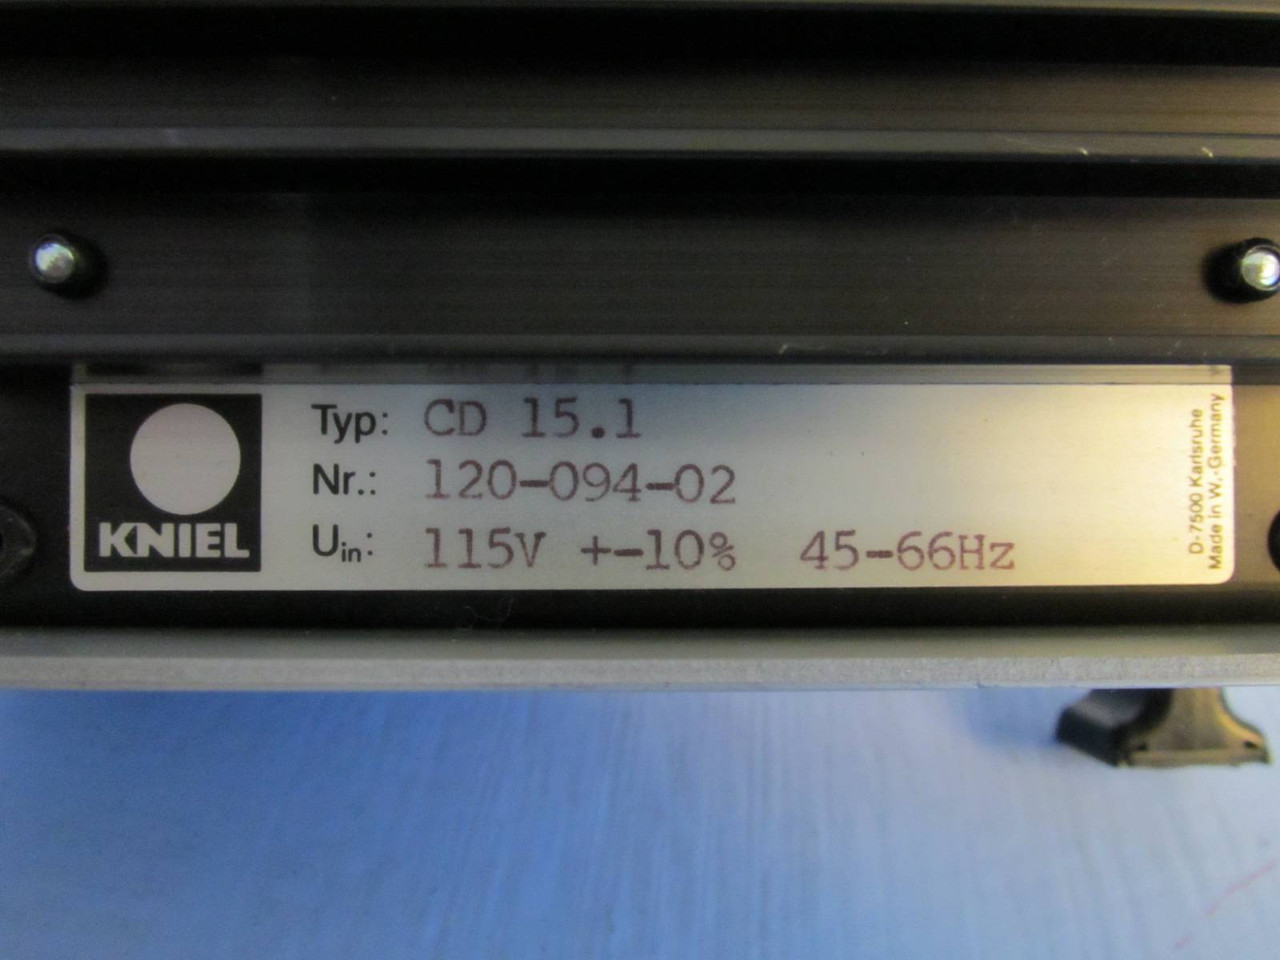 KNIEL
Typ: CD 15.1
Nr.: 120-094-02
Uin: 115V +-10% 45-66Hz
D-7500 Karlsruhe
Made in W.-Germany